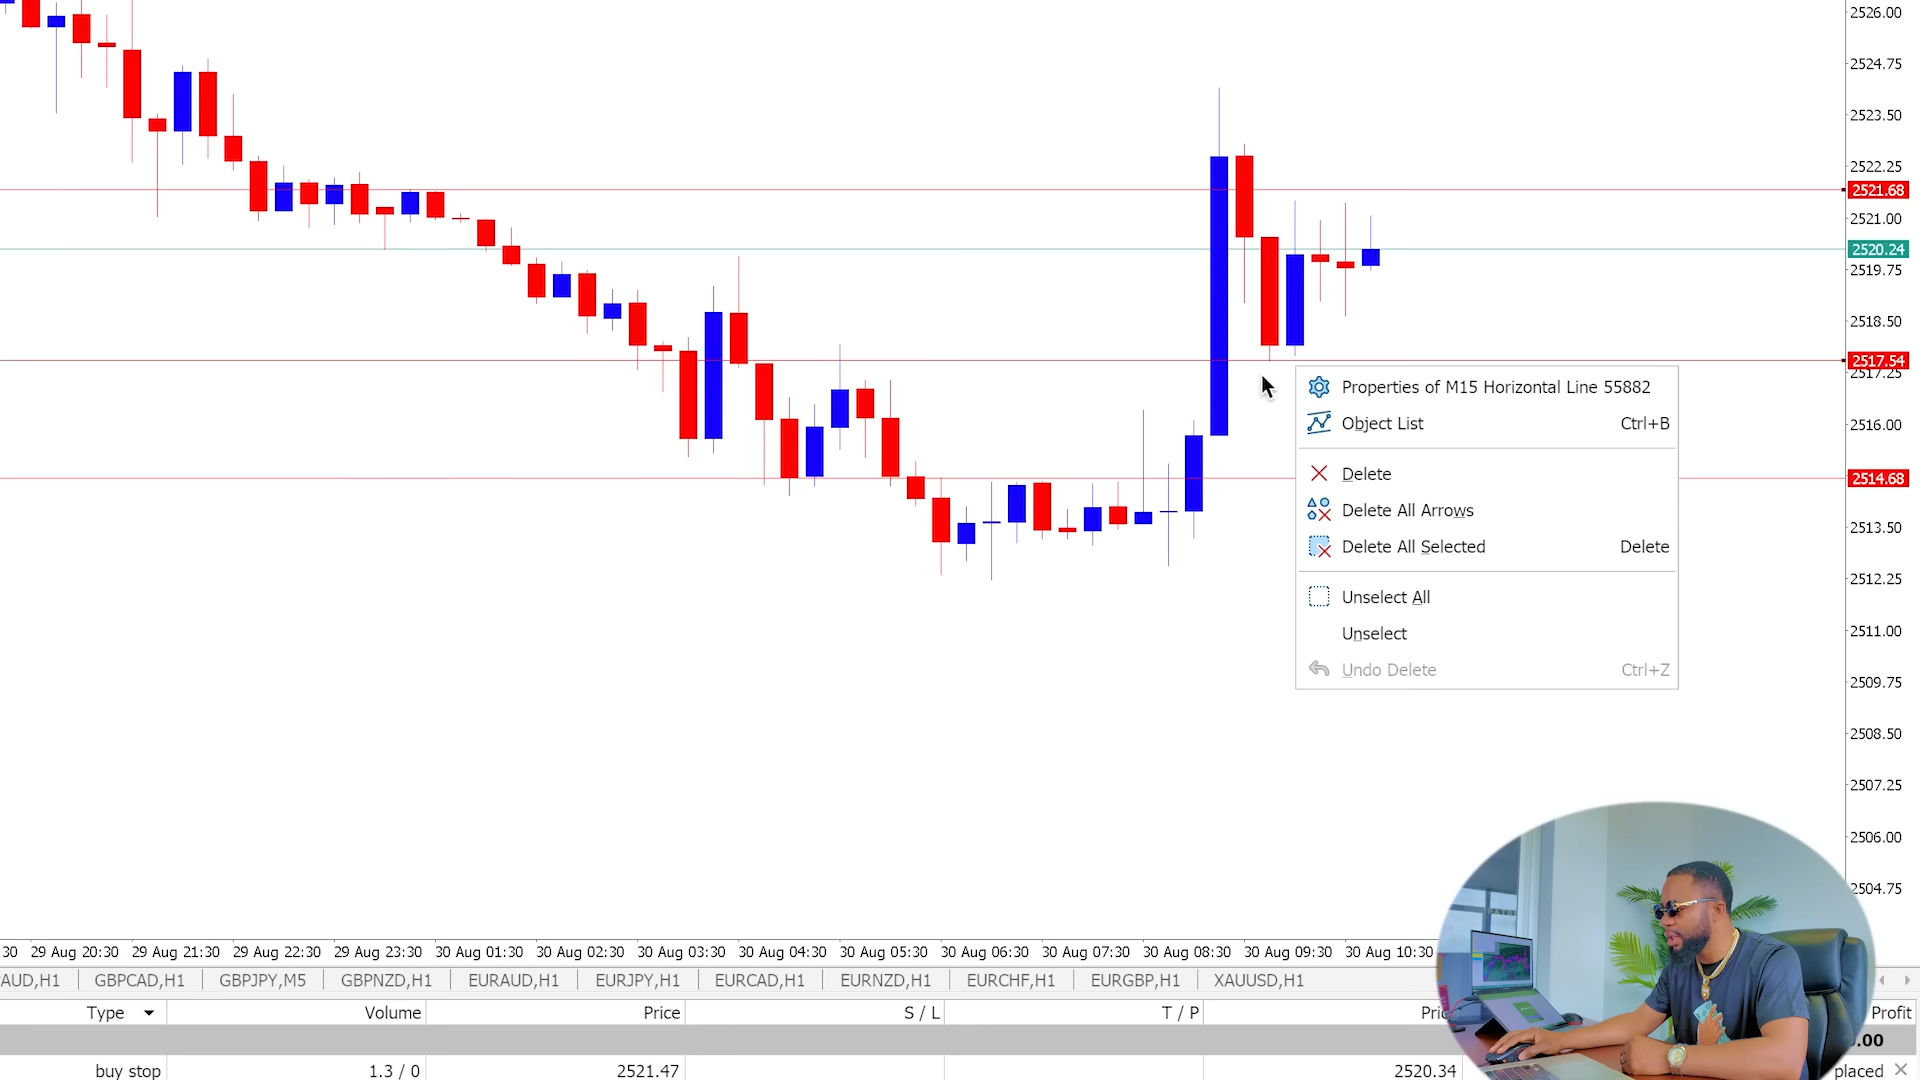 2526.00
2524.75
2523.50
2522.25
2521.68
2521.00
2520.24
2519.75
2518.50
2517.54
2517.25
2516.00
2514.68
2513.50
2512.25
2511.00
2509.75
2508.50
2507.25
2506.00
2504.75
Properties of M15 Horizontal Line 55882
Object List Ctrl+B
Delete
Delete All Arrows
Delete All Selected Delete
Unselect All
Unselect
Undo Delete Ctrl+Z
30 29 Aug 20:30 29 Aug 21:30 29 Aug 22:30 29 Aug 23:30 30 Aug 01:30 30 Aug 02:30 30 Aug 03:30 30 Aug 04:30 30 Aug 05:30 30 Aug 06:30 30 Aug 07:30 30 Aug 08:30 30 Aug 09:30 30 Aug 10:30
AUD,H1 GBPCAD,H1 GBPJPY,M5 GBPNZD,H1 EURAUD,H1 EURJPY,H1 EURCAD,H1 EURNZD,H1 EURCHF,H1 EURGBP,H1 XAUUSD,H1
Type Volume Price S / L T / P Pric Profit
.00
buy stop 1.3 / 0 2521.47 2520.34 placed